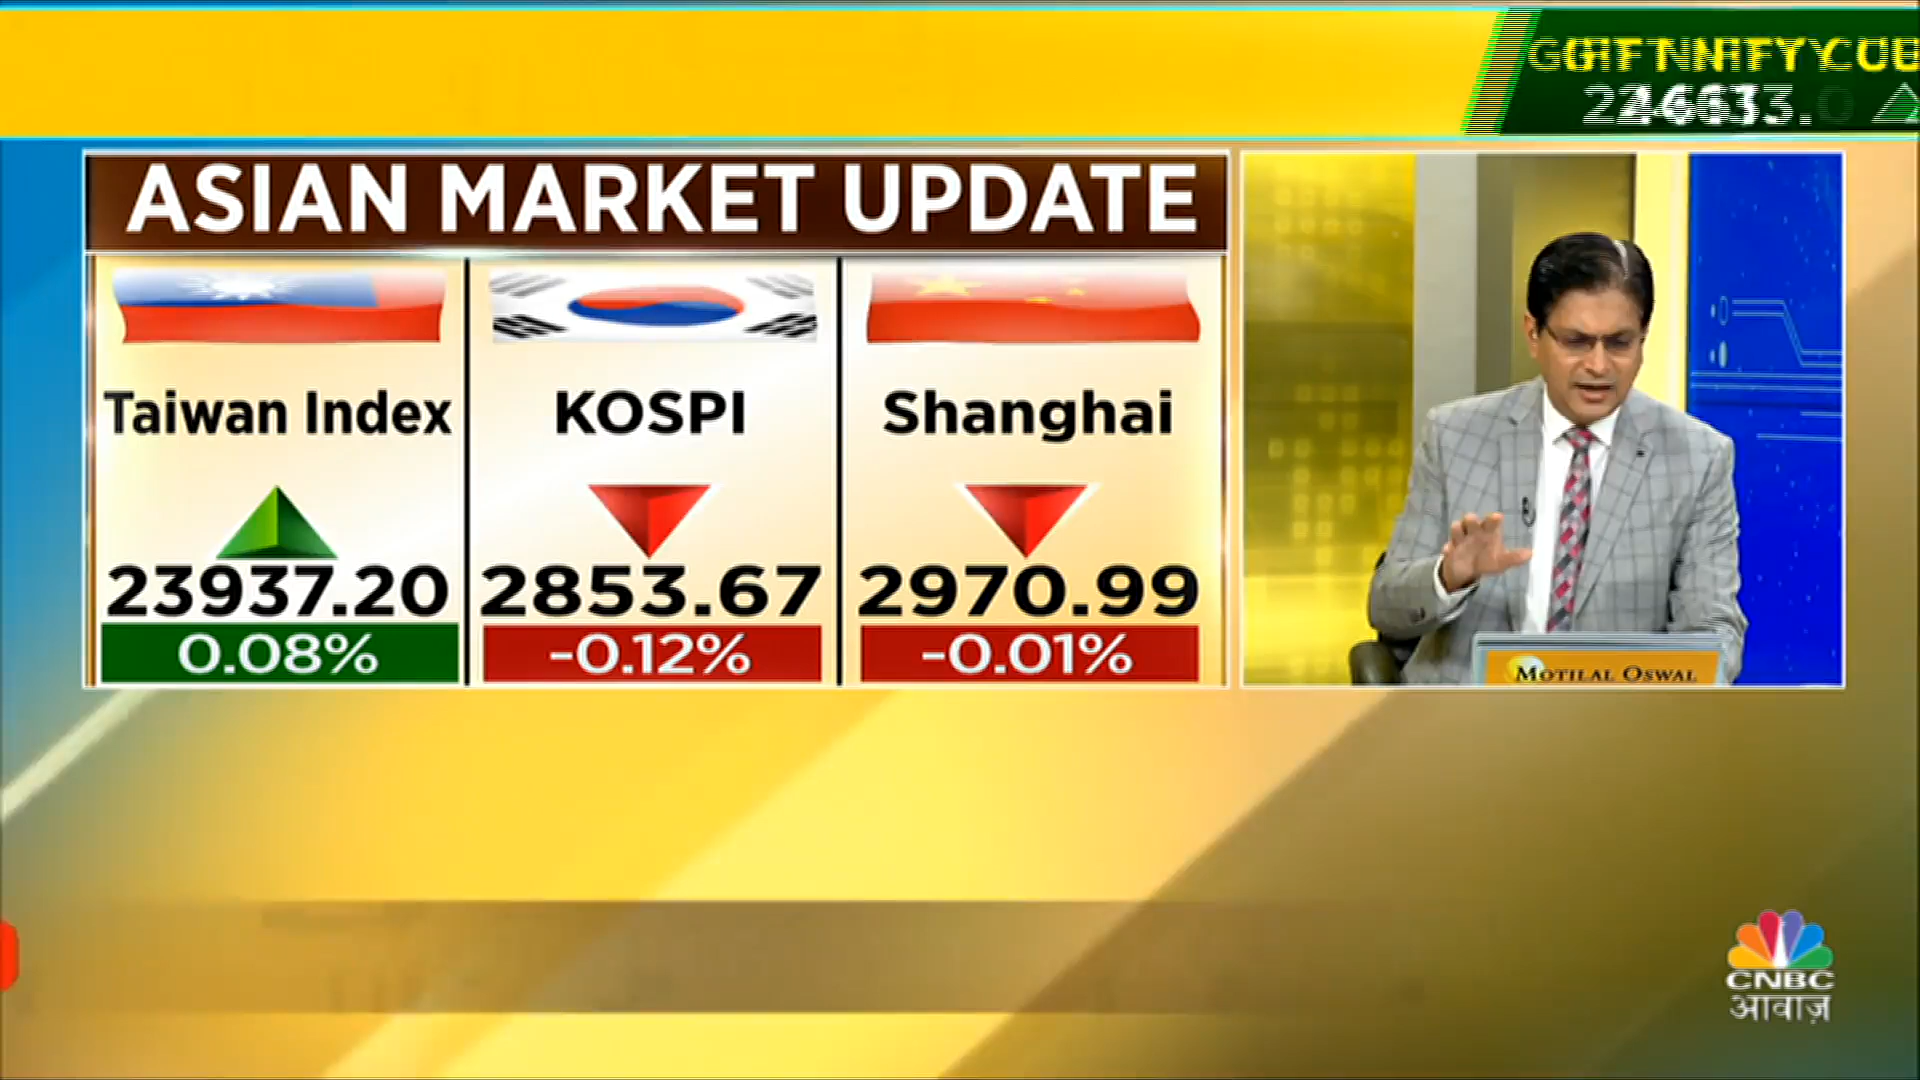 ASIAN MARKET UPDATE
Taiwan Index
KOSPI
Shanghai
23937.20
2853.67
2970.99
0.08%
-0.12%
-0.01%
MOTILAL OSWAL
CNBC
आवाज़